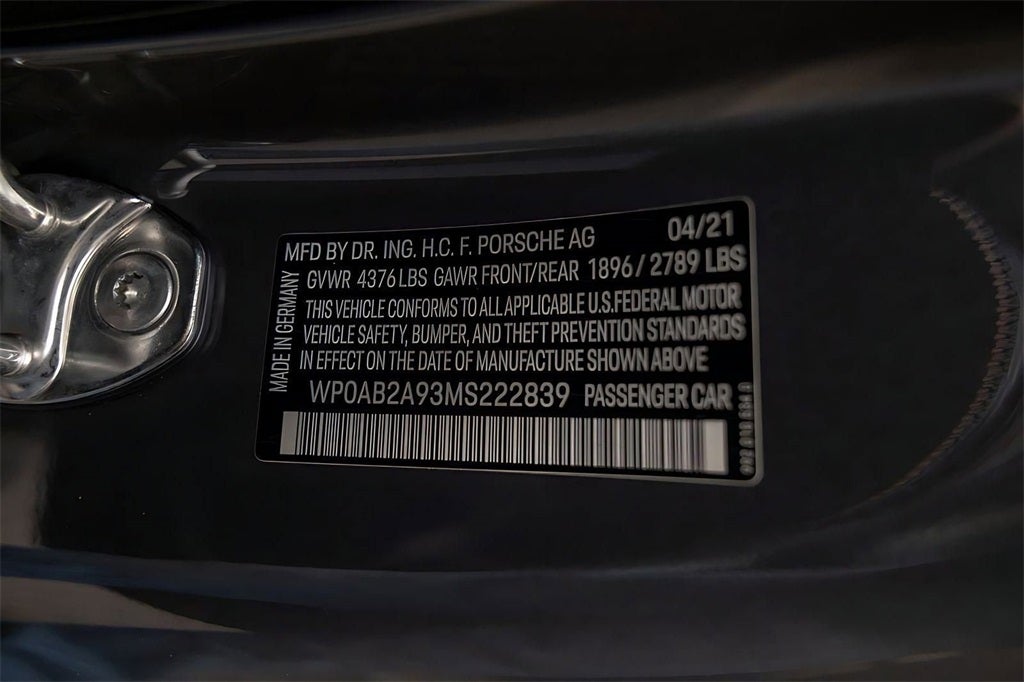 MFD BY DR. ING. H.C. F. PORSCHE AG 04/21
GVWR 4376 LBS GAWR FRONT/REAR 1896 / 2789 LBS
THIS VEHICLE CONFORMS TO ALL APPLICABLE U.S. FEDERAL MOTOR
VEHICLE SAFETY, BUMPER, AND THEFT PREVENTION STANDARDS
IN EFFECT ON THE DATE OF MANUFACTURE SHOWN ABOVE
WP0AB2A93MS222839 PASSENGER CAR
MADE IN GERMANY